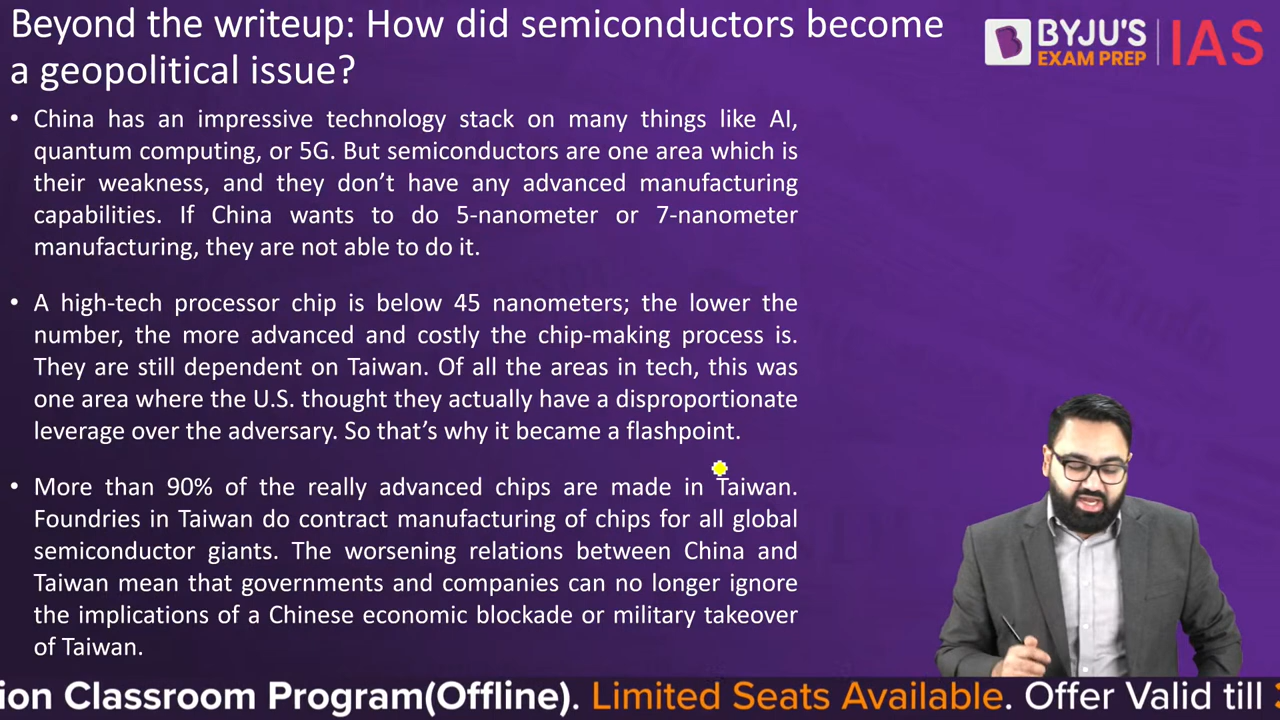 Beyond the writeup: How did semiconductors become
a geopolitical issue?
BYJU'S
EXAM PREP
IAS
• China has an impressive technology stack on many things like AI,
quantum computing, or 5G. But semiconductors are one area which is
their weakness, and they don’t have any advanced manufacturing
capabilities. If China wants to do 5-nanometer or 7-nanometer
manufacturing, they are not able to do it.
• A high-tech processor chip is below 45 nanometers; the lower the
number, the more advanced and costly the chip-making process is.
They are still dependent on Taiwan. Of all the areas in tech, this was
one area where the U.S. thought they actually have a disproportionate
leverage over the adversary. So that’s why it became a flashpoint.
• More than 90% of the really advanced chips are made in Taiwan.
Foundries in Taiwan do contract manufacturing of chips for all global
semiconductor giants. The worsening relations between China and
Taiwan mean that governments and companies can no longer ignore
the implications of a Chinese economic blockade or military takeover
of Taiwan.
ion Classroom Program(Offline). Limited Seats Available. Offer Valid till